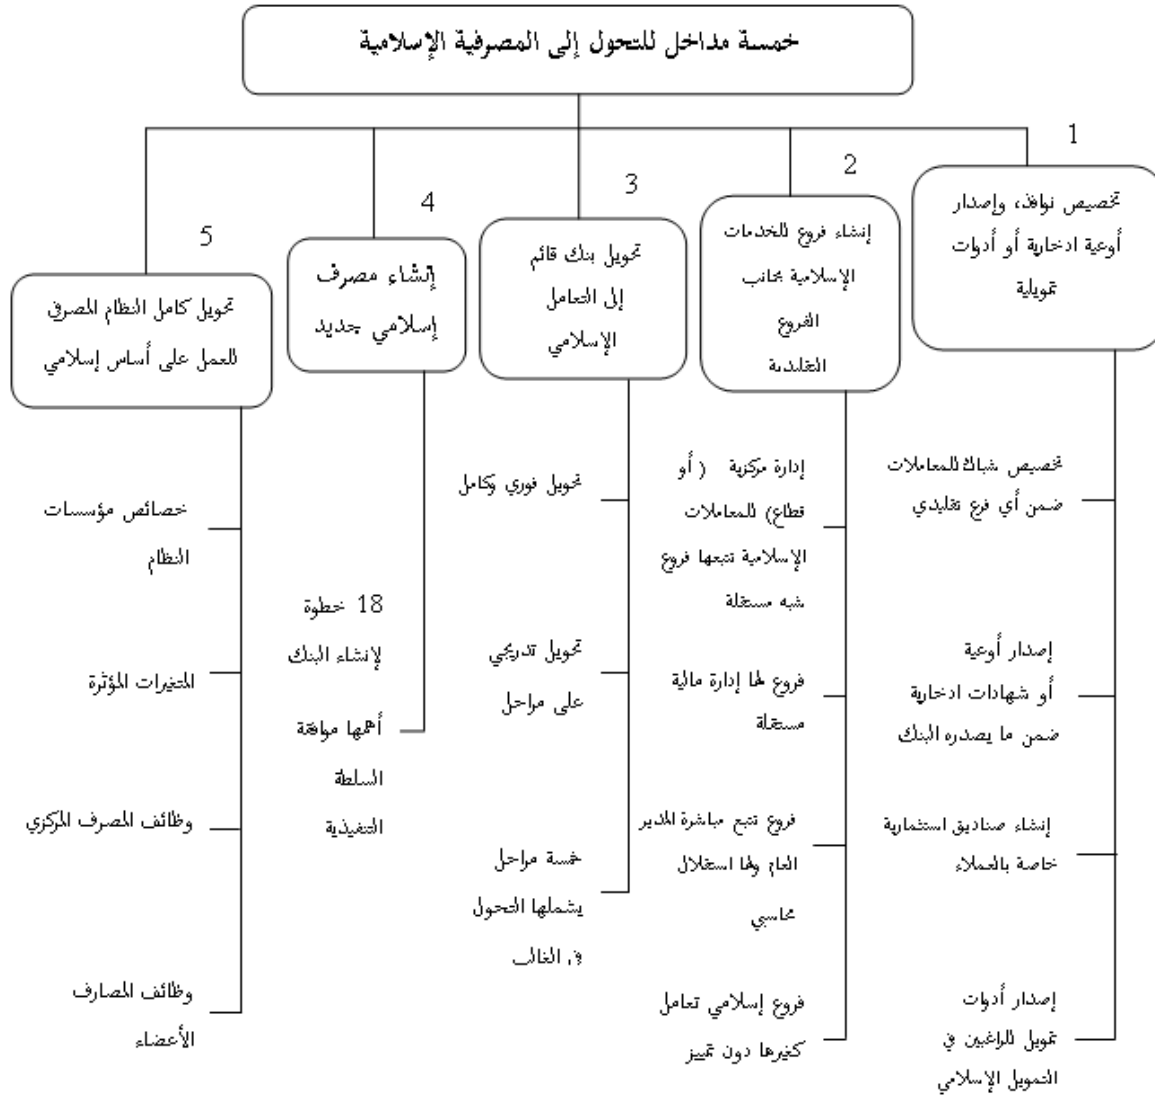 خمسة مداخل للتحول إلى المصرفية الإسلامية
1
تخصيص نوافذ، وإصدار
أوعية ادخارية أو أدوات
تمويلية
تخصيص شباك للمعاملات
ضمن أي فرع تقليدي
إصدار أوعية
أو شهادات ادخارية
ضمن ما يصدره البنك
إنشاء صناديق استثمارية
خاصة بالعملاء
إصدار أدوات
تمويل للراغبين في
التمويل الإسلامي
2
إنشاء فروع للخدمات
الإسلامية بجانب
الفروع
التقليدية
إدارة مركزية ( أو
قطاع) للمعاملات
الإسلامية تتبعها فروع
شبه مستقلة
فروع لها إدارة مالية
مستقلة
فروع تتبع مباشرة المدير
العام ولها استقلال
محاسبي
فروع إسلامي تعامل
كغيرها دون تمييز
3
تحويل بنك قائم
إلى التعامل
الإسلامي
تحويل فوري وكامل
تحويل تدريجي
على مراحل
خمسة مراحل
يشملها التحول
في الغالب
4
إنشاء مصرف
إسلامي جديد
18 خطوة
لإنشاء البنك
أهمها موافقة
السلطة
التنفيذية
5
تحويل كامل النظام المصرفي
للعمل على أساس إسلامي
خصائص مؤسسات
النظام
المتغيرات المؤثرة
وظائف المصرف المركزي
وظائف المصارف
الأعضاء